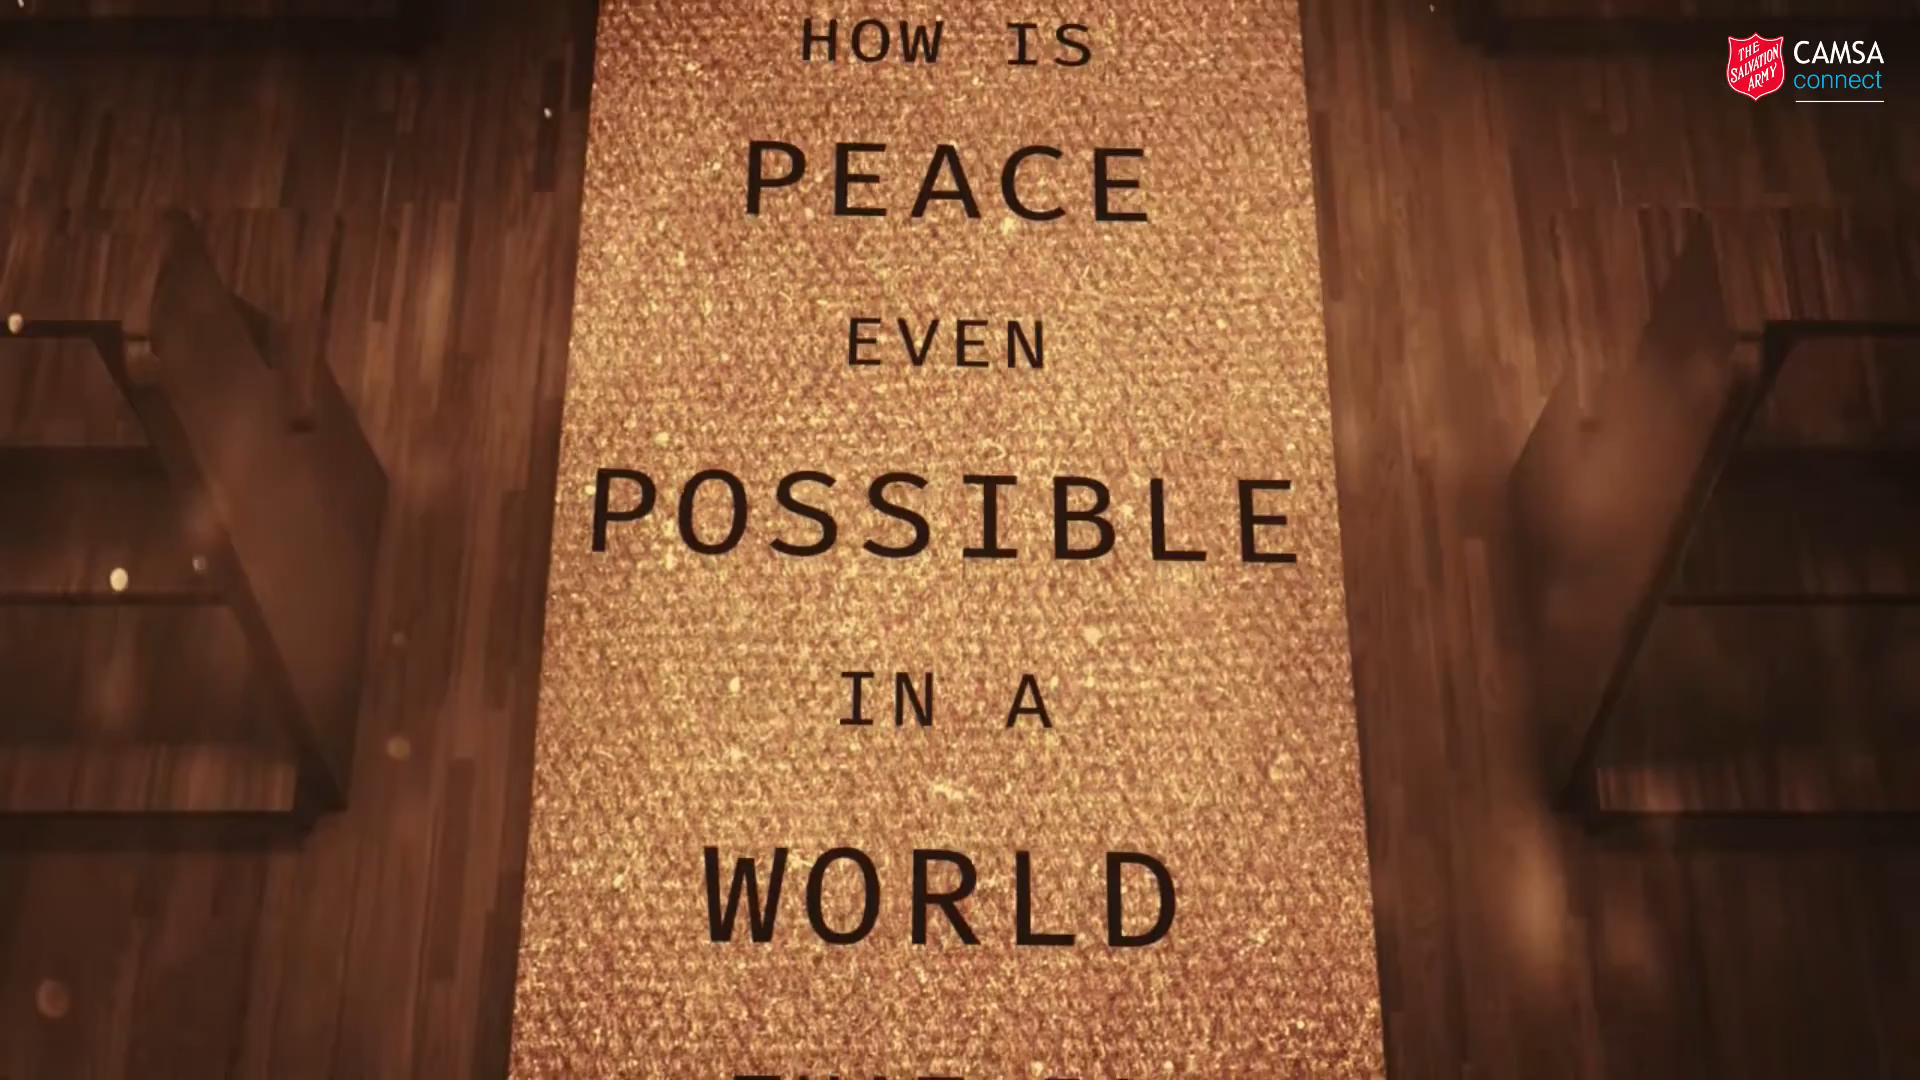 HOW IS
PEACE
EVEN
POSSIBLE
IN A
WORLD
THE
SALVATION
ARMY
CAMSA
connect